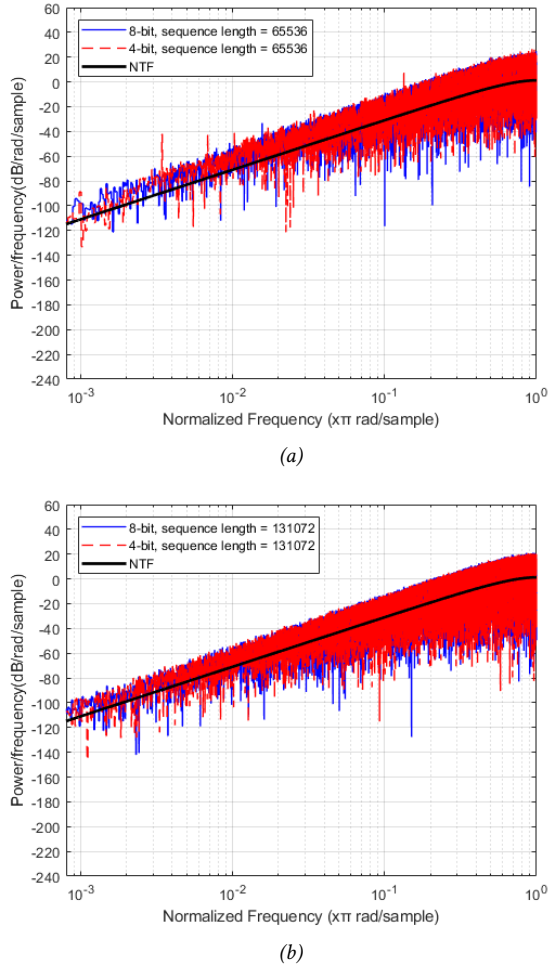 60
40
20
0
-20
-40
-60
-80
-100
-120
-140
-160
-180
-200
-220
-240
Power/frequency(dB/rad/sample)
8-bit, sequence length = 65536
4-bit, sequence length = 65536
NTF
10^-3 10^-2 10^-1 10^0
Normalized Frequency (xπ rad/sample)
(a)
60
40
20
0
-20
-40
-60
-80
-100
-120
-140
-160
-180
-200
-220
-240
Power/frequency(dB/rad/sample)
8-bit, sequence length = 131072
4-bit, sequence length = 131072
NTF
10^-3 10^-2 10^-1 10^0
Normalized Frequency (xπ rad/sample)
(b)